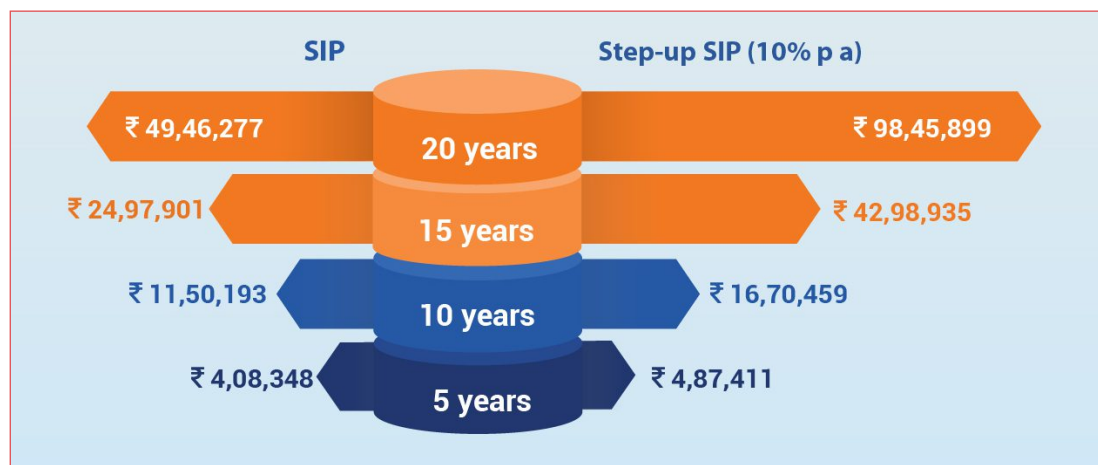 SIP
Step-up SIP (10% p a)
₹ 49,46,277
20 years
₹ 98,45,899
₹ 24,97,901
15 years
₹ 42,98,935
₹ 11,50,193
10 years
₹ 16,70,459
₹ 4,08,348
5 years
₹ 4,87,411